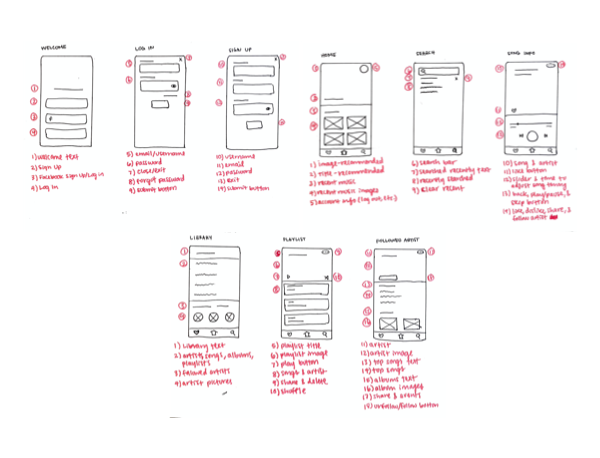 WELCOME
LOG IN
SIGN UP
HOME
SEARCH
SONG INFO
1) welcome text
2) sign up
3) Facebook sign up/Log in
4) Log in
5) email/username
6) password
7) close/exit
8) forgot password
9) submit button
10) username
11) email
12) password
13) exit
14) submit button
1) image-recommended
2) title-recommended
3) recent music
4) recent music images
5) account info (log out, etc.)
6) search bar
7) searched recently text
8) recently searched
9) clear recent
10) song & artist
11) like button
12) slider & time to
adjust song timing
13) back, play/pause, &
skip button
14) like, dislike, share, &
follow artist
LIBRARY
PLAYLIST
FOLLOWED ARTIST
1) Library text
2) artists, songs, albums,
playlists
3) followed artists
4) artist pictures
5) playlist title
6) playlist image
7) play button
8) songs & artist
9) share & delete
10) shuffle
11) artist
12) artist image
13) top songs text
14) top songs
15) albums text
16) album images
17) share & artists
18) unfollow/follow button